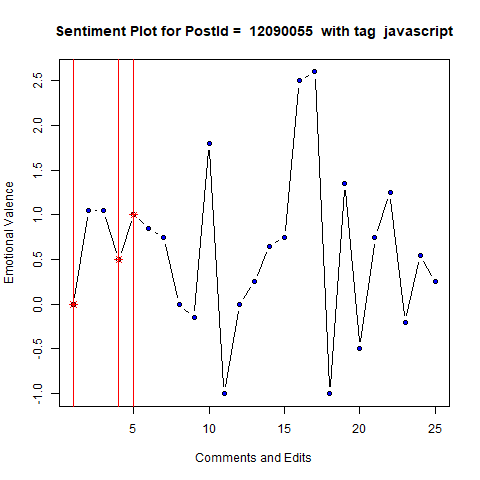 Sentiment Plot for PostId = 12090055 with tag javascript
Emotional Valence
2.5
2.0
1.5
1.0
0.5
0.0
-0.5
-1.0
5 10 15 20 25
Comments and Edits